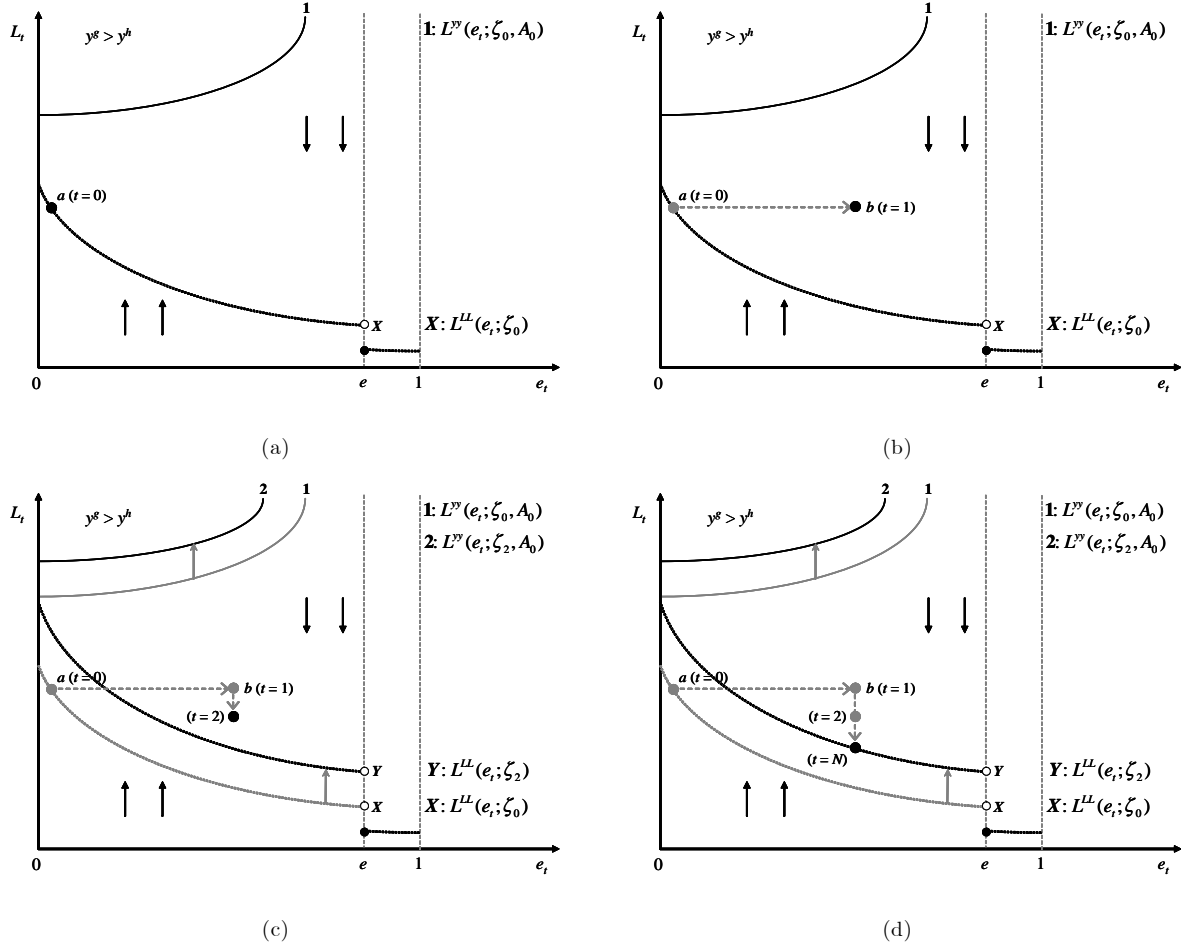 1
1
L_t
y^g > y^h
1: L^{yy}(e_t; ζ_0, A_0)
L_t
y^g > y^h
1: L^{yy}(e_t; ζ_0, A_0)
a (t = 0)
a (t = 0)
b (t = 1)
X
X: L^{LL}(e_t; ζ_0)
X
X: L^{LL}(e_t; ζ_0)
0
e
1
e_t
0
e
1
e_t
(a)
(b)
2
1
2
1
L_t
y^g > y^h
1: L^{yy}(e_t; ζ_0, A_0)
2: L^{yy}(e_t; ζ_2, A_0)
L_t
y^g > y^h
1: L^{yy}(e_t; ζ_0, A_0)
2: L^{yy}(e_t; ζ_2, A_0)
a (t = 0)
b (t = 1)
(t = 2)
a (t = 0)
b (t = 1)
(t = 2)
(t = N)
Y
Y: L^{LL}(e_t; ζ_2)
X
X: L^{LL}(e_t; ζ_0)
Y
Y: L^{LL}(e_t; ζ_2)
X
X: L^{LL}(e_t; ζ_0)
0
e
1
e_t
0
e
1
e_t
(c)
(d)